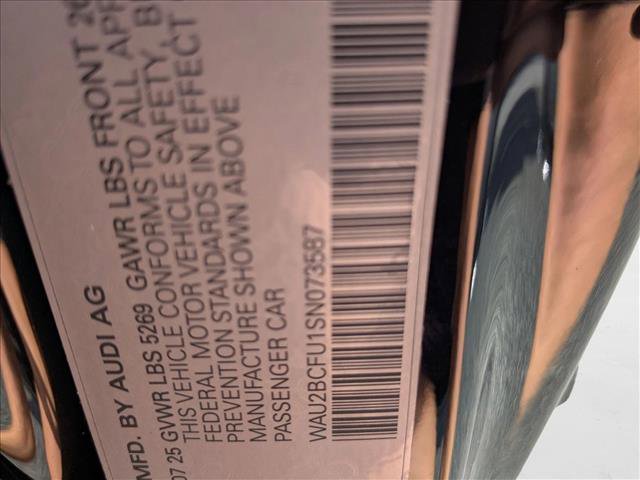 MFD. BY AUDI AG
07 25 GVWR LBS 5269 GAWR LBS FRONT
THIS VEHICLE CONFORMS TO ALL
FEDERAL MOTOR VEHICLE SAFETY,
PREVENTION STANDARDS IN EFFECT
MANUFACTURE SHOWN ABOVE
PASSENGER CAR
WAU2BCFU1SN073587